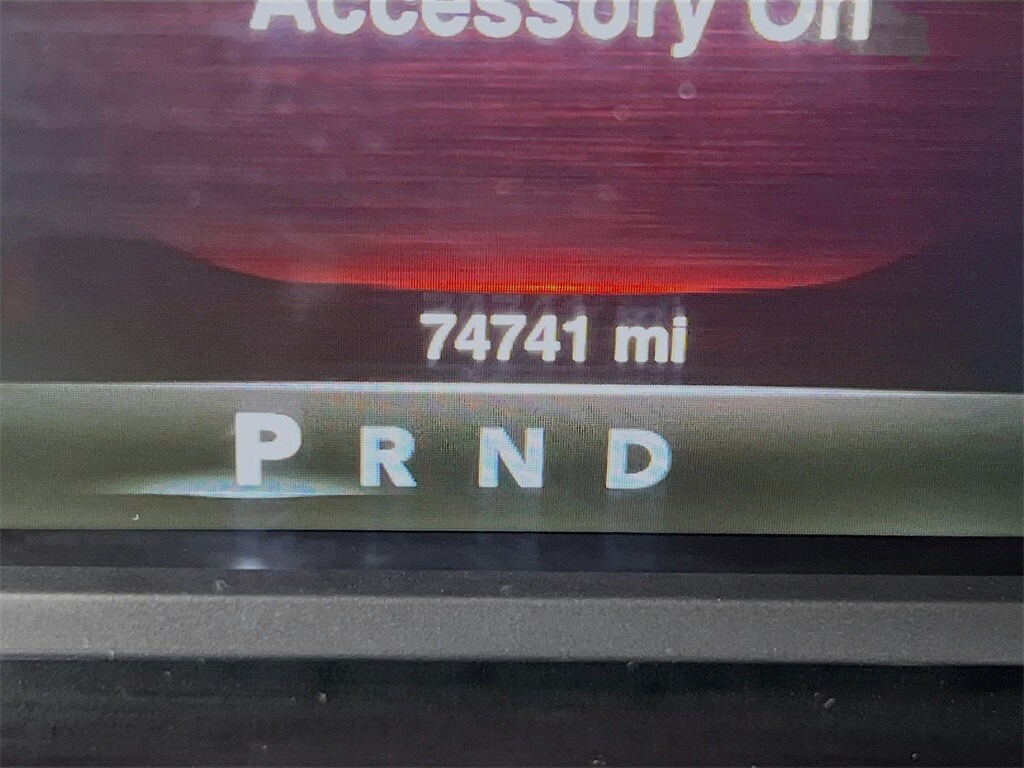 Accessory On
74741 mi
P R N D